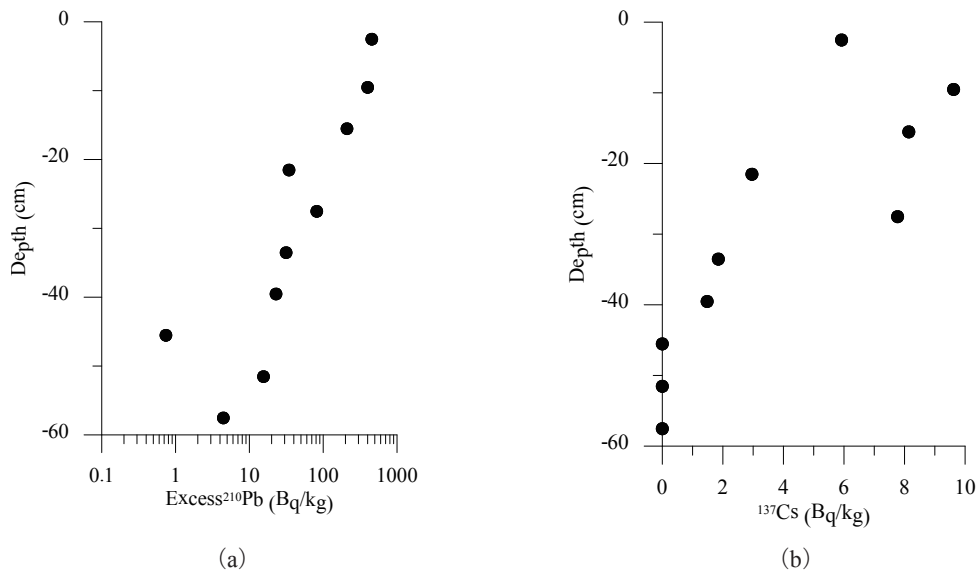 0
-20
-40
-60
Depth (cm)
0.1 1 10 100 1000
Excess²¹⁰Pb (Bq/kg)
(a)
0
-20
-40
-60
Depth (cm)
0 2 4 6 8 10
¹³⁷Cs (Bq/kg)
(b)